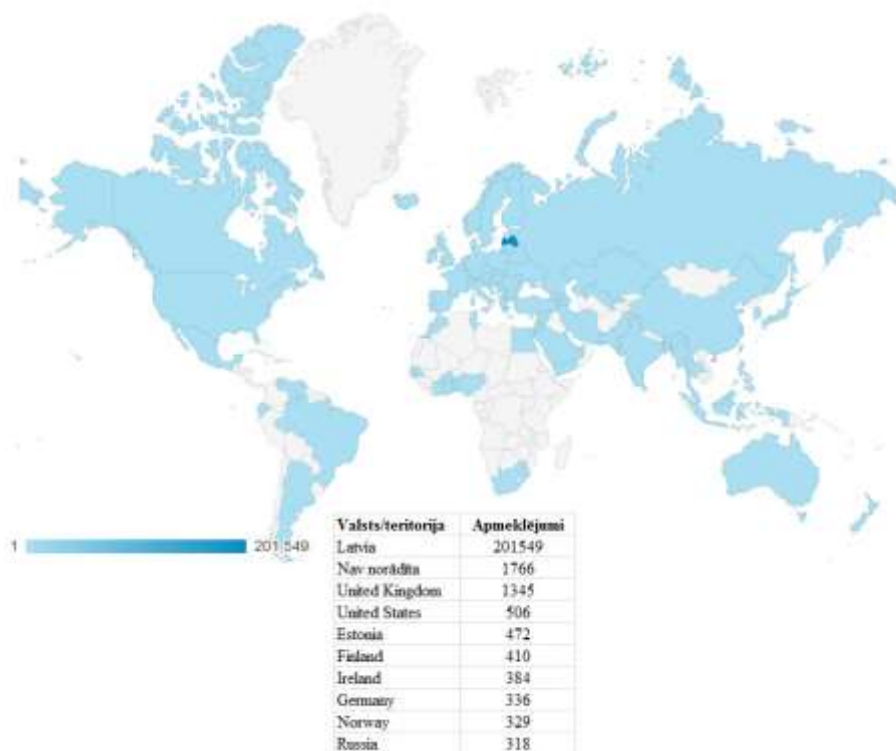 1 201 549
Valsts/teritorija Apmeklējumi
Latvia 201549
Nav norādīta 1766
United Kingdom 1345
United States 506
Estonia 472
Finland 410
Ireland 384
Germany 336
Norway 329
Russia 318